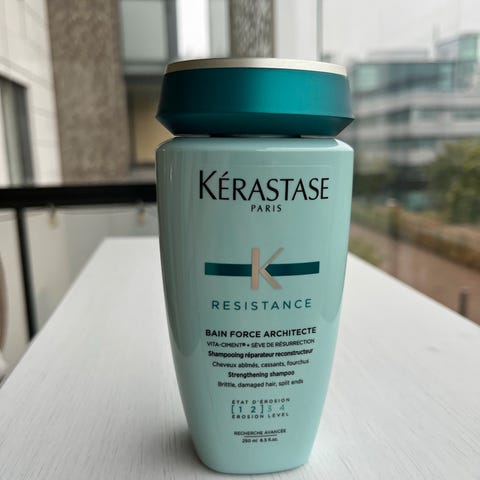 KÉRASTASE
PARIS
K
RESISTANCE
BAIN FORCE ARCHITECTE
VITA-CIMENT® + SÈVE DE RÉSURRECTION
Shampooing réparateur reconstructeur
Cheveux abîmés, cassants, fourchus
Strengthening shampoo
Brittle, damaged hair, split ends
ÉTAT D'ÉROSION
[1 2] 3 4
EROSION LEVEL
RECHERCHE AVANCÉE
250 ml 8.5 fl.oz.